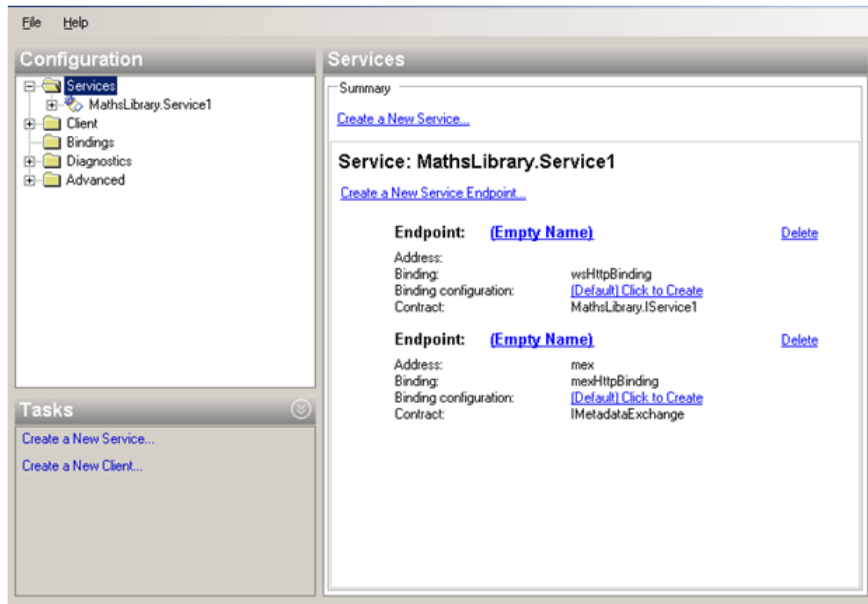 File Help
Configuration
Services
MathsLibrary.Service1
Client
Bindings
Diagnostics
Advanced
Tasks
Create a New Service...
Create a New Client...
Services
Summary
Create a New Service...
Service: MathsLibrary.Service1
Create a New Service Endpoint...
Endpoint: (Empty Name) Delete
Address:
Binding: wsHttpBinding
Binding configuration: (Default) Click to Create
Contract: MathsLibrary.IService1
Endpoint: (Empty Name) Delete
Address: mex
Binding: mexHttpBinding
Binding configuration: (Default) Click to Create
Contract: IMetadataExchange